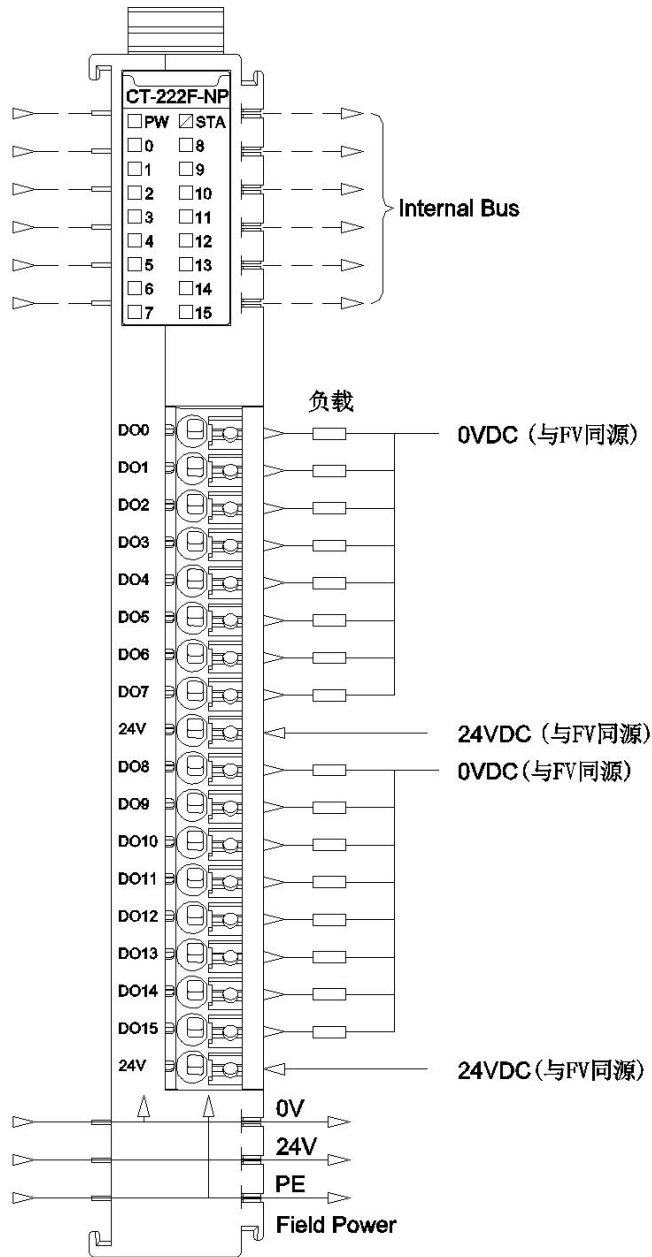 CT-222F-NP
PW STA
0 8
1 9
2 10
3 11
4 12
5 13
6 14
7 15
Internal Bus
负载
DO0 0VDC (与FV同源)
DO1
DO2
DO3
DO4
DO5
DO6
DO7
24V 24VDC (与FV同源)
DO8 0VDC(与FV同源)
DO9
DO10
DO11
DO12
DO13
DO14
DO15
24V 24VDC(与FV同源)
0V
24V
PE
Field Power